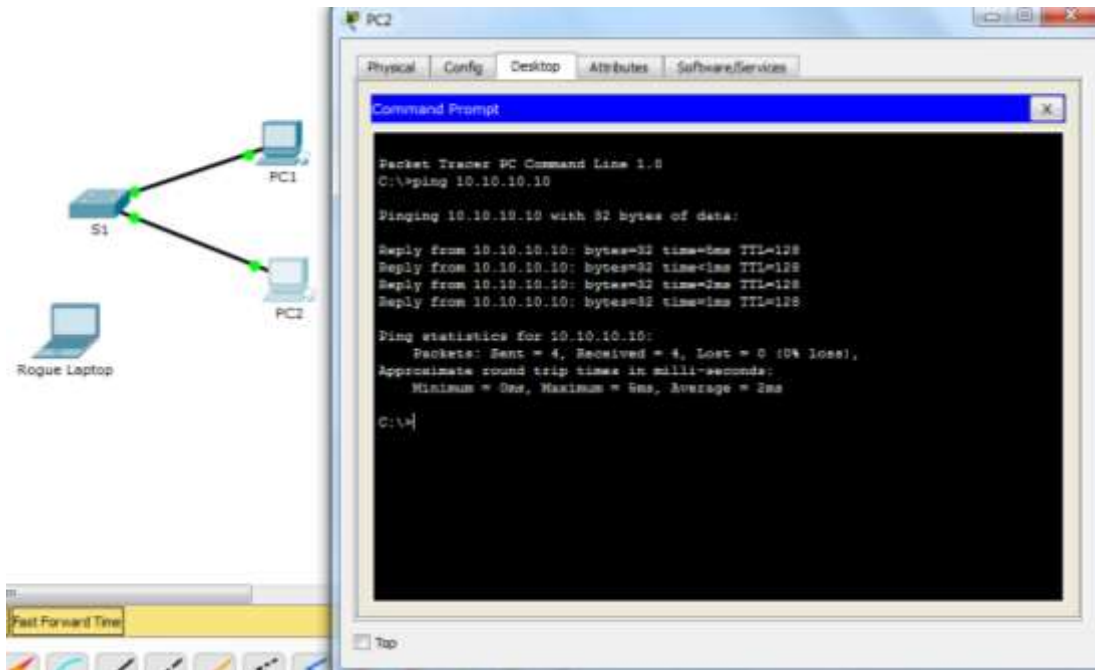 PC2
Physical Config Desktop Attributes Software/Services
Command Prompt X
Packet Tracer PC Command Line 1.0
C:\>ping 10.10.10.10
Pinging 10.10.10.10 with 32 bytes of data:
Reply from 10.10.10.10: bytes=32 time=5ms TTL=128
Reply from 10.10.10.10: bytes=32 time<1ms TTL=128
Reply from 10.10.10.10: bytes=32 time=2ms TTL=128
Reply from 10.10.10.10: bytes=32 time=1ms TTL=128
Ping statistics for 10.10.10.10:
Packets: Sent = 4, Received = 4, Lost = 0 (0% loss),
Approximate round trip times in milli-seconds:
Minimum = 0ms, Maximum = 5ms, Average = 2ms
C:\>
Top
PC1
S1
PC2
Rogue Laptop
Fast Forward Time